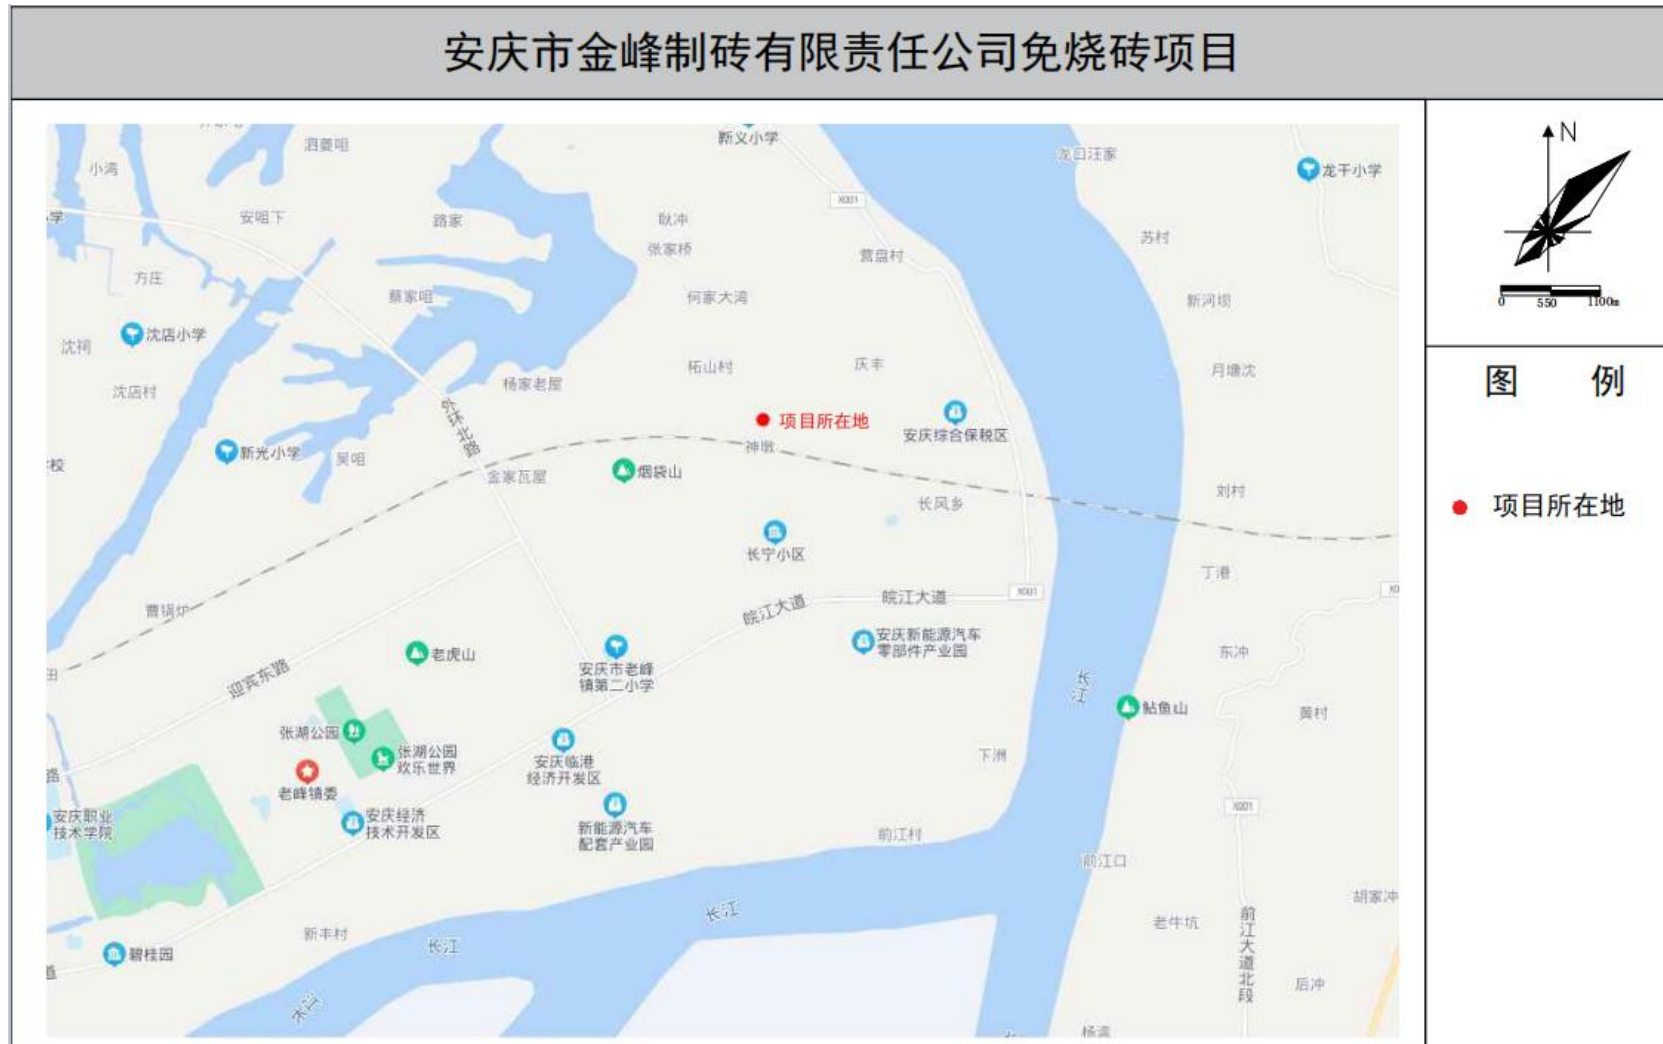 安庆市金峰制砖有限责任公司免烧砖项目
泗菱咀
靳义小学
龙口汪家
龙干小学
小湾
安咀下
路家
耿冲
张家桥
X001
营盘村
苏村
方庄
蔡家咀
何家大湾
新河坝
沈店小学
沈祠
沈店村
杨家老屋
柘山村
庆丰
月塘沈
外环北路
项目所在地
安庆综合保税区
新光小学
吴咀
金家瓦屋
烟袋山
神墩
长风乡
刘村
长宁小区
丁港
曹锅炉
皖江大道
皖江大道
X001
老虎山
安庆市老峰
镇第二小学
安庆新能源汽车
零部件产业园
东冲
迎宾东路
长江
鲇鱼山
黄村
张湖公园
张湖公园
欢乐世界
老峰镇委
安庆临港
经济开发区
下洲
安庆职业
技术学院
安庆经济
技术开发区
新能源汽车
配套产业园
前江村
X001
前江口
胡家冲
新丰村
长江
长江
老牛坑
前江大道北段
碧桂园
后冲
长江
杨湾
N
0 550 1100m
图 例
项目所在地